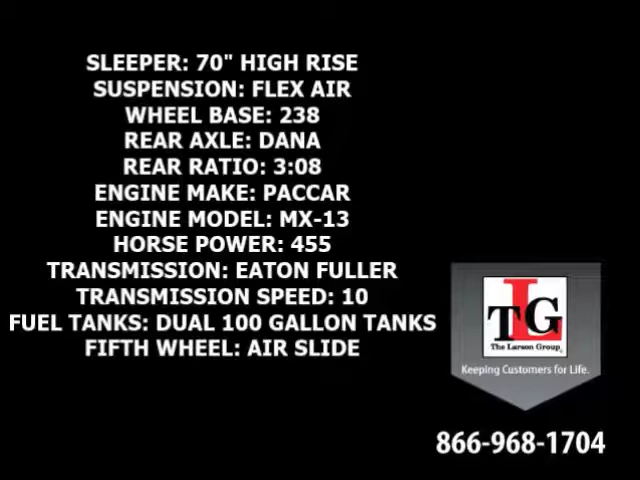 SLEEPER: 70" HIGH RISE
SUSPENSION: FLEX AIR
WHEEL BASE: 238
REAR AXLE: DANA
REAR RATIO: 3:08
ENGINE MAKE: PACCAR
ENGINE MODEL: MX-13
HORSE POWER: 455
TRANSMISSION: EATON FULLER
TRANSMISSION SPEED: 10
FUEL TANKS: DUAL 100 GALLON TANKS
FIFTH WHEEL: AIR SLIDE
TLG
The Larson Group
Keeping Customers for Life.
866-968-1704